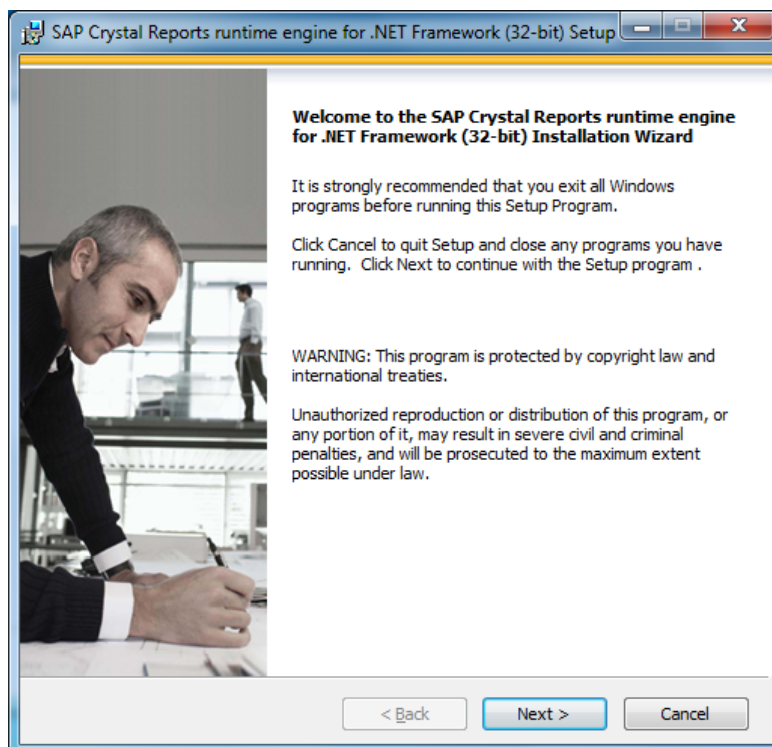 SAP Crystal Reports runtime engine for .NET Framework (32-bit) Setup
Welcome to the SAP Crystal Reports runtime engine
for .NET Framework (32-bit) Installation Wizard
It is strongly recommended that you exit all Windows
programs before running this Setup Program.
Click Cancel to quit Setup and close any programs you have
running.  Click Next to continue with the Setup program .
WARNING: This program is protected by copyright law and
international treaties.
Unauthorized reproduction or distribution of this program, or
any portion of it, may result in severe civil and criminal
penalties, and will be prosecuted to the maximum extent
possible under law.
< Back Next > Cancel